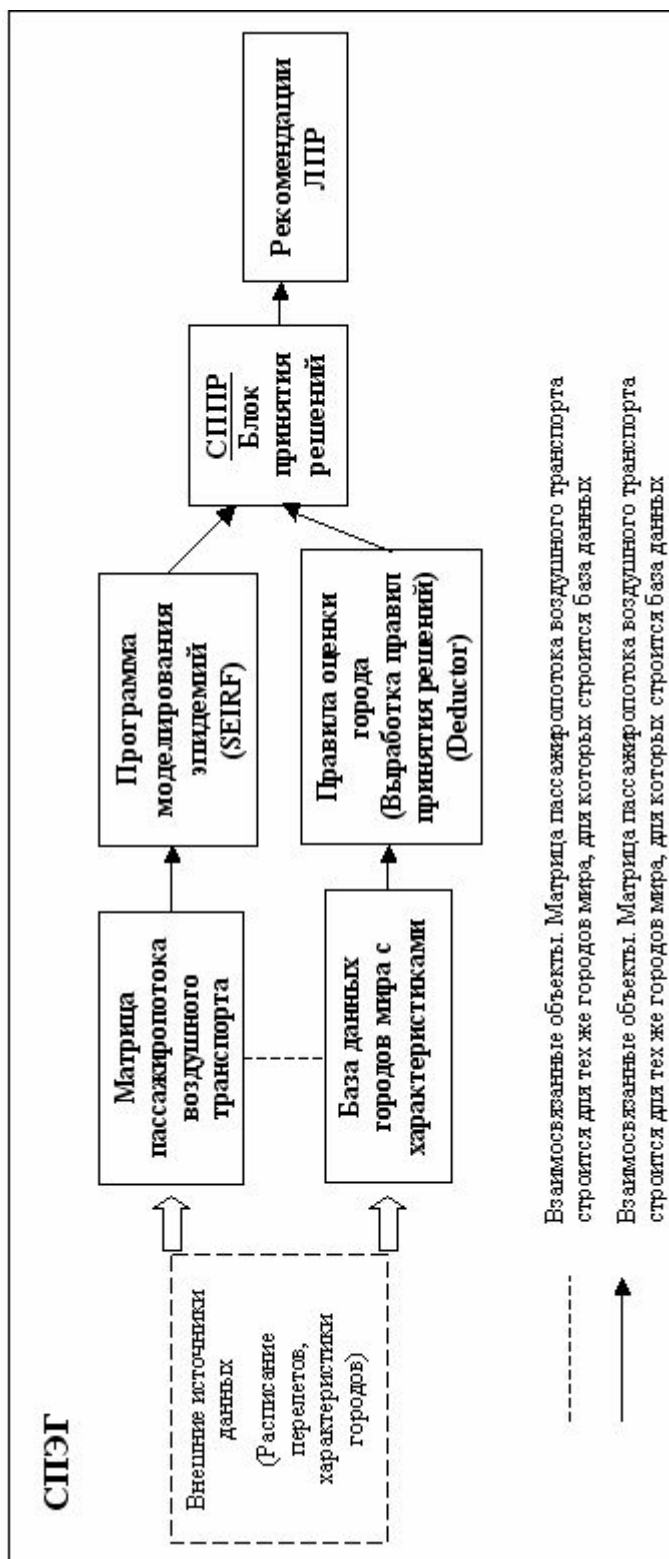 СПЭГ
Внешние источники
данных
(Расписание
перелетов,
характеристики
городов)
Матрица
пассажиропотока
воздушного
транспорта
База данных
городов мира с
характеристиками
Программа
моделирования
эпидемий
(SEIRF)
Правила оценки
города
(Выработка правил
принятия решений)
(Deductor)
СППР
Блок
принятия
решений
Рекомендации
ЛПР
Взаимосвязанные объекты. Матрица пассажиропотока воздушного транспорта
строится для тех же городов мира, для которых строится база данных
Взаимосвязанные объекты. Матрица пассажиропотока воздушного транспорта
строится для тех же городов мира, для которых строится база данных